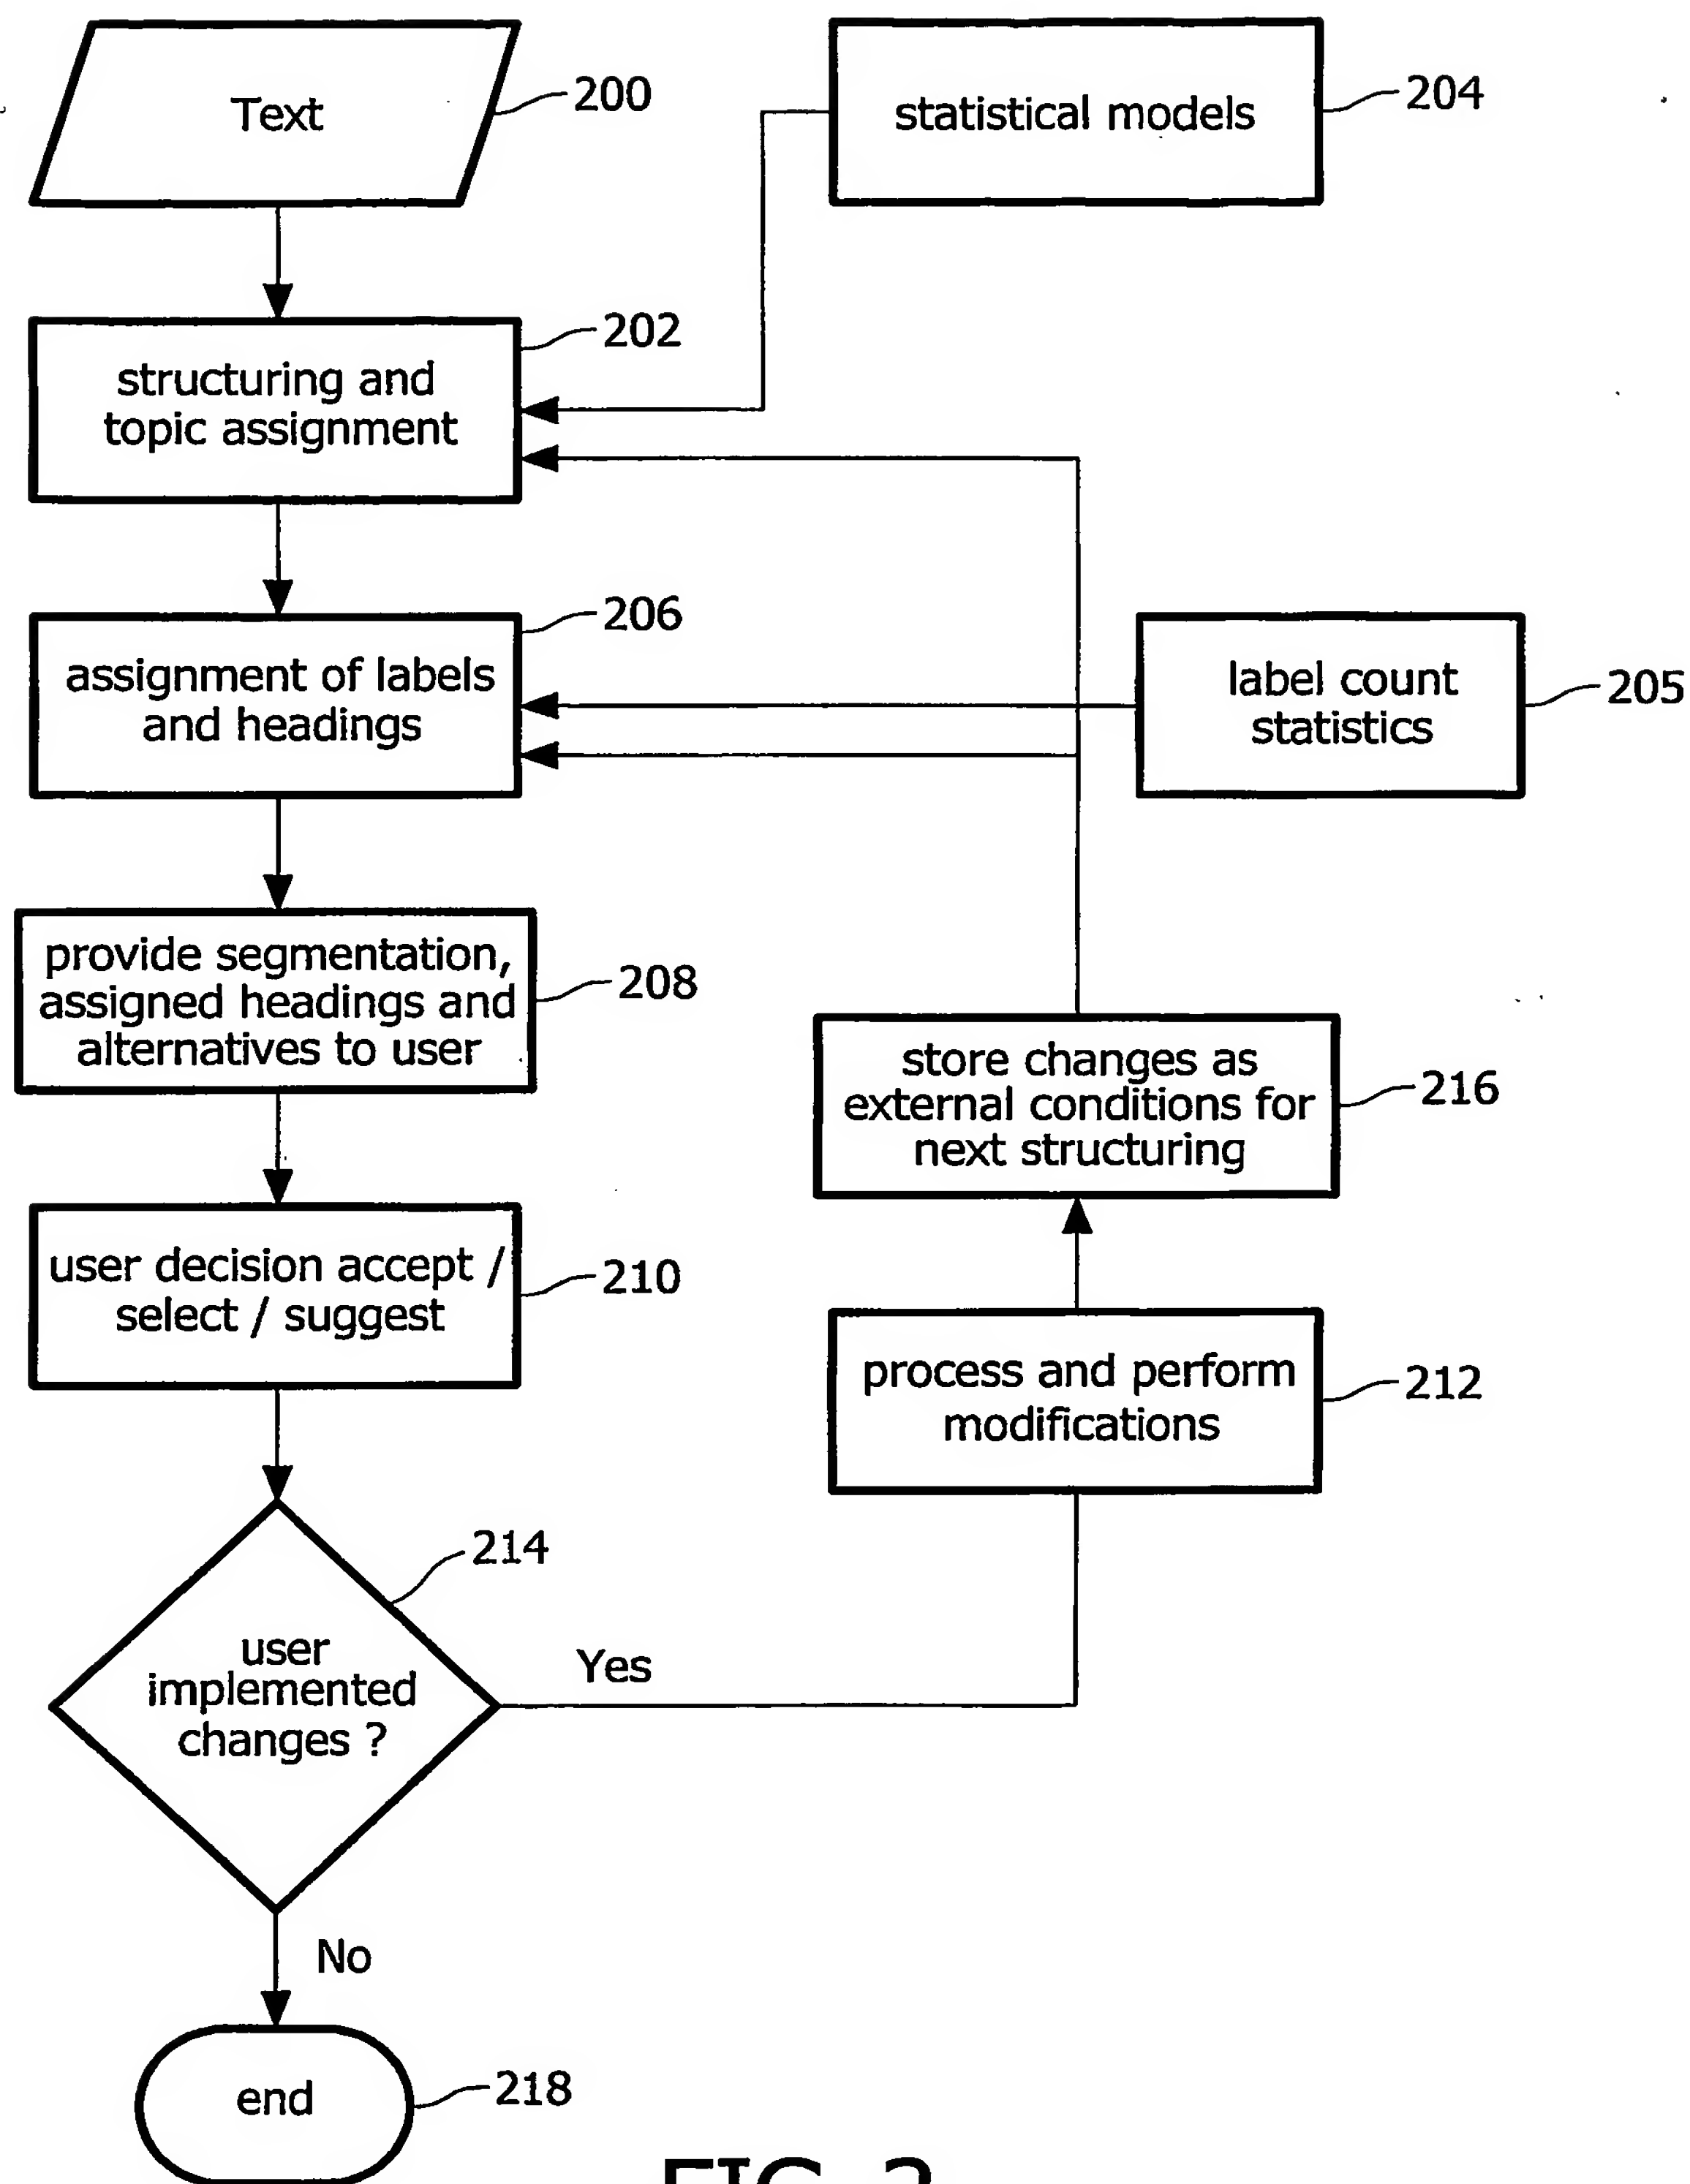 Text
200
statistical models
204
structuring and
topic assignment
202
assignment of labels
and headings
206
label count
statistics
205
provide segmentation,
assigned headings and
alternatives to user
208
store changes as
external conditions for
next structuring
216
user decision accept /
select / suggest
210
process and perform
modifications
212
user
implemented
changes ?
214
Yes
No
end
218
FIG.